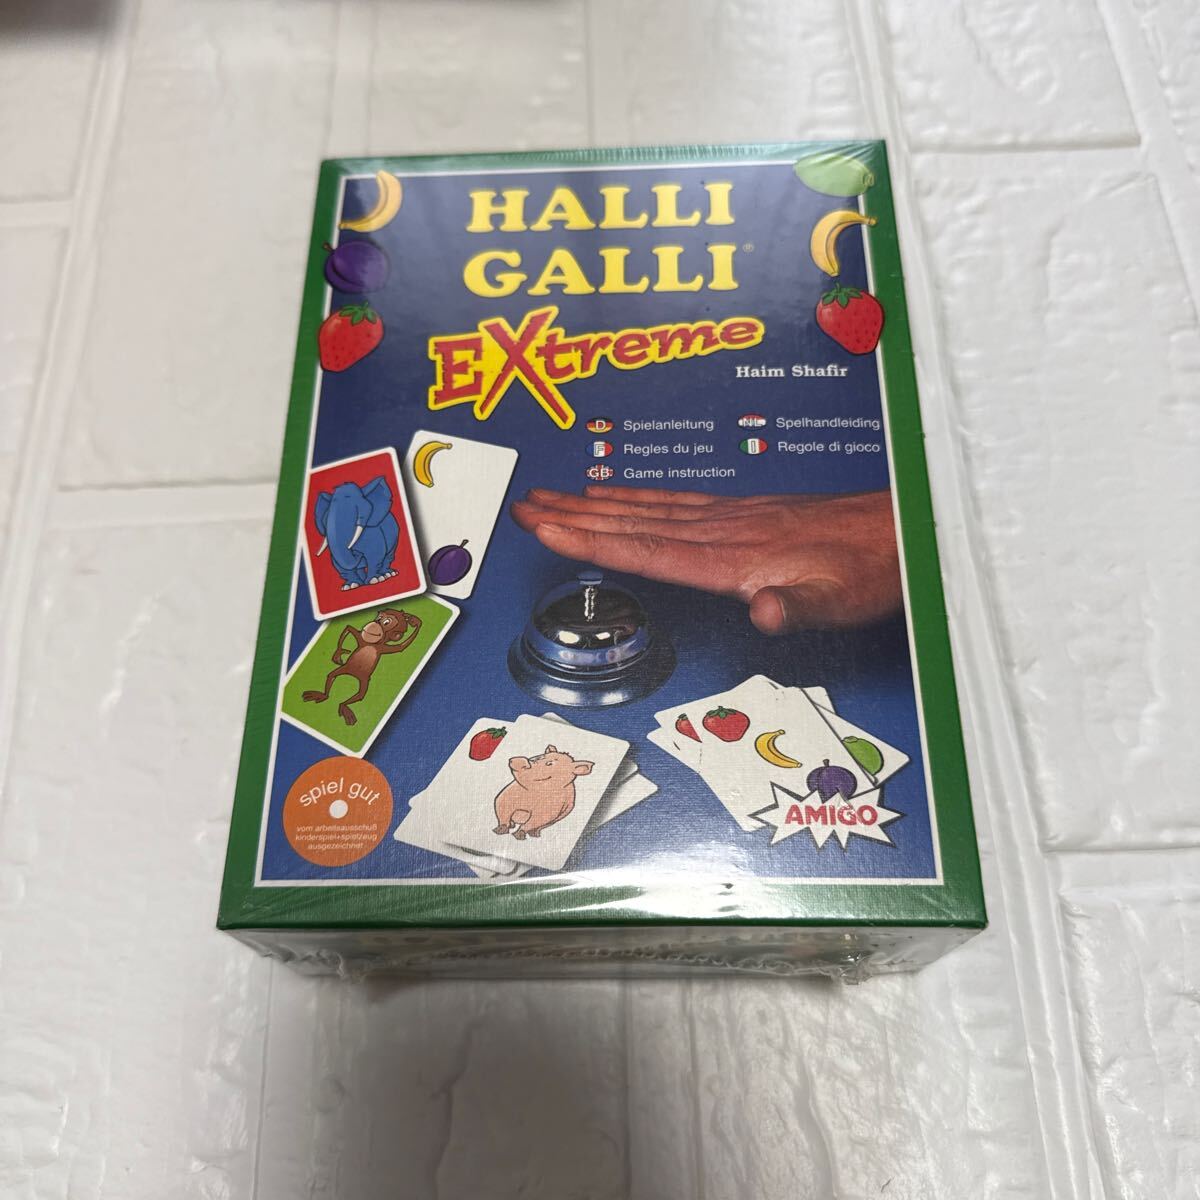 HALLI
GALLI®
EXtreme
Haim Shafir
D Spielanleitung
NL Spelhandleiding
F Regles du jeu
I Regole di gioco
GB Game instruction
spiel gut
vom arbeitsausschuß
kinderspiel+spielzeug
ausgezeichnet
AMIGO